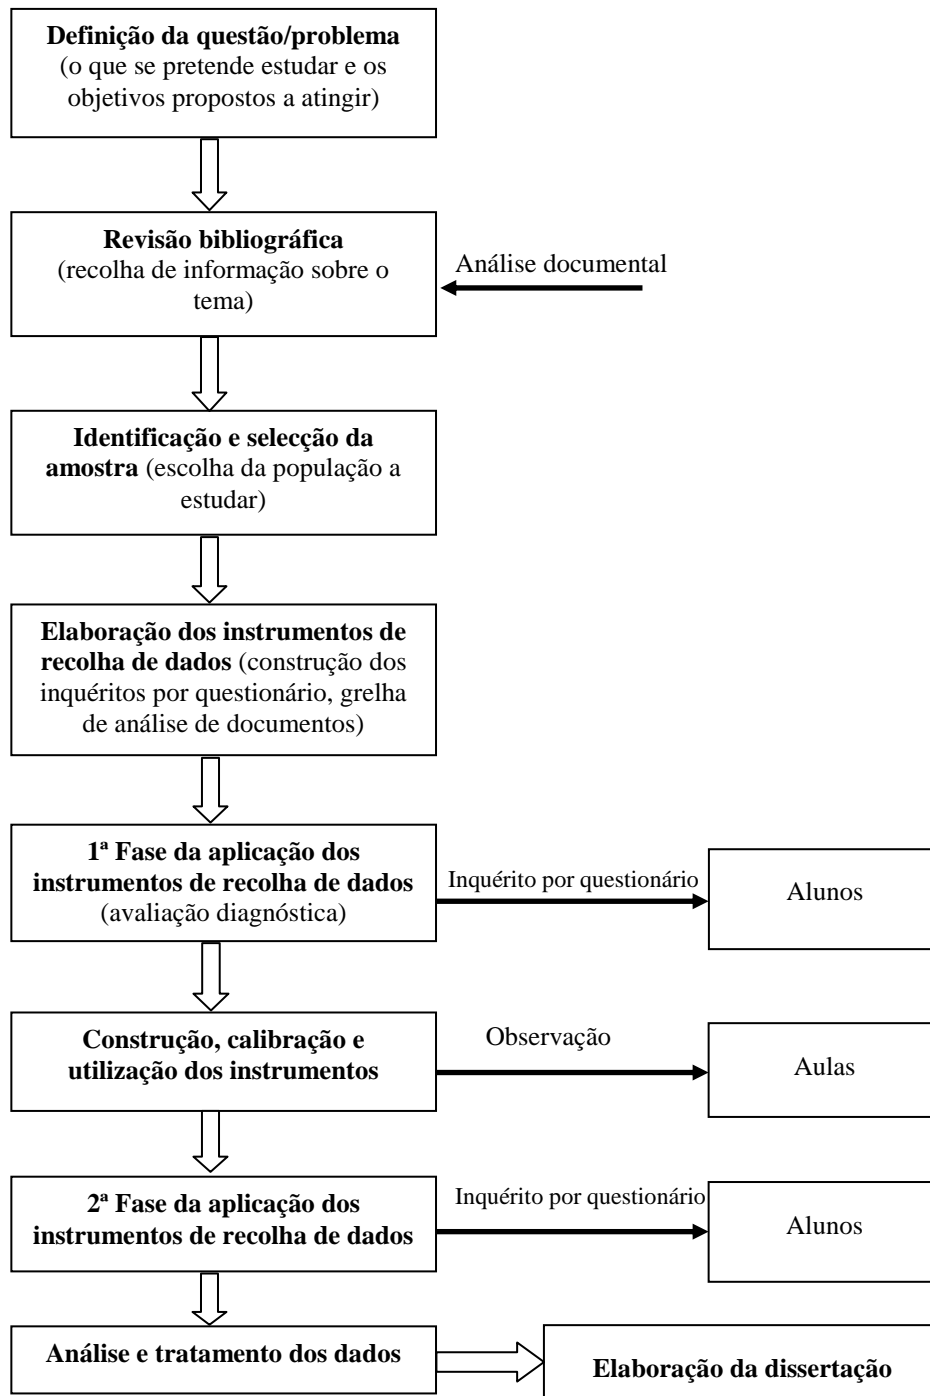 Definição da questão/problema
(o que se pretende estudar e os
objetivos propostos a atingir)
Revisão bibliográfica
(recolha de informação sobre o
tema)
Análise documental
Identificação e selecção da
amostra (escolha da população a
estudar)
Elaboração dos instrumentos de
recolha de dados (construção dos
inquéritos por questionário, grelha
de análise de documentos)
1ª Fase da aplicação dos
instrumentos de recolha de dados
(avaliação diagnóstica)
Inquérito por questionário
Alunos
Construção, calibração e
utilização dos instrumentos
Observação
Aulas
2ª Fase da aplicação dos
instrumentos de recolha de dados
Inquérito por questionário
Alunos
Análise e tratamento dos dados
Elaboração da dissertação